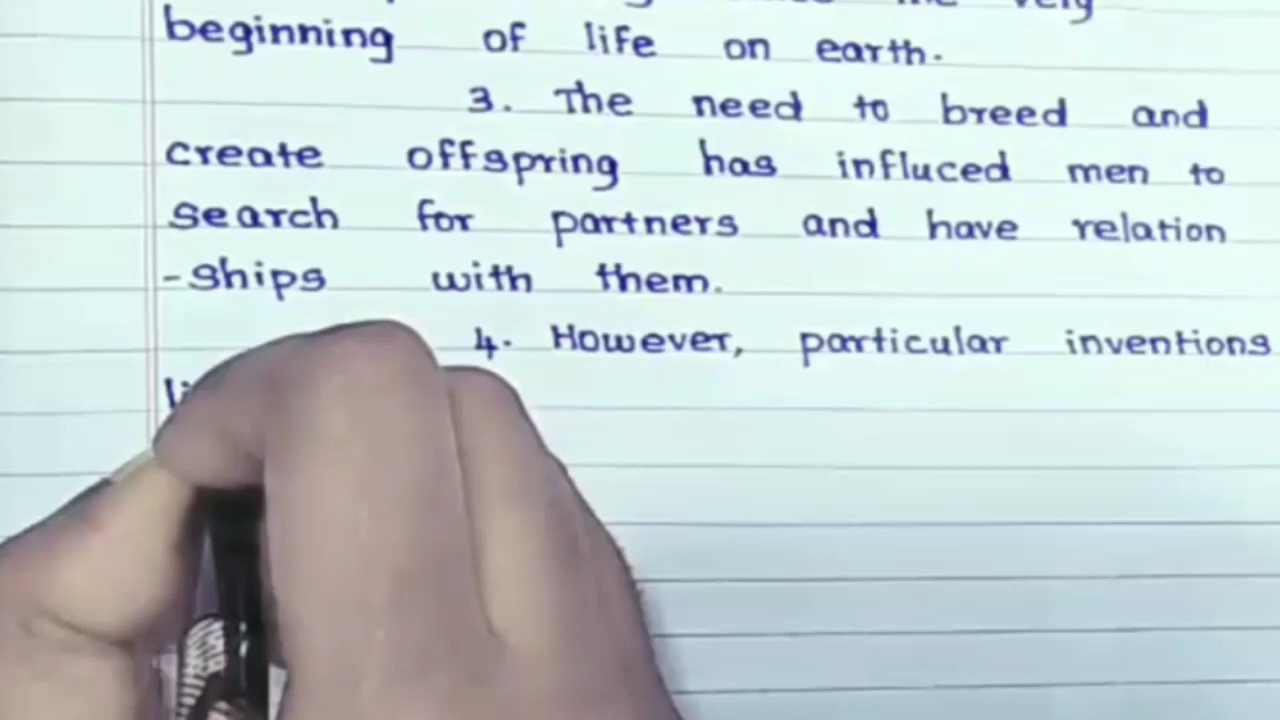 very
beginning of life on earth.
3. The need to breed and
create offspring has influced men to
search for partners and have relation
-ships with them.
4. However, particular inventions